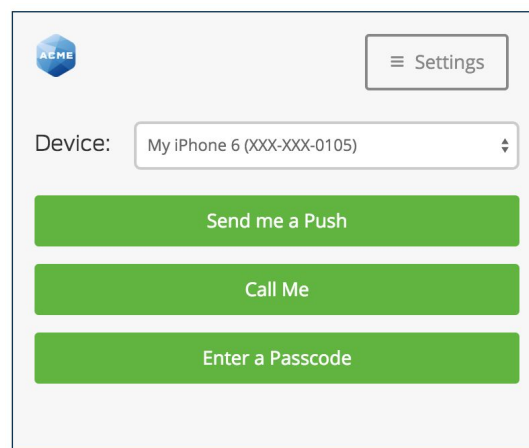 ACME
≡ Settings
Device:
My iPhone 6 (XXX-XXX-0105)
Send me a Push
Call Me
Enter a Passcode